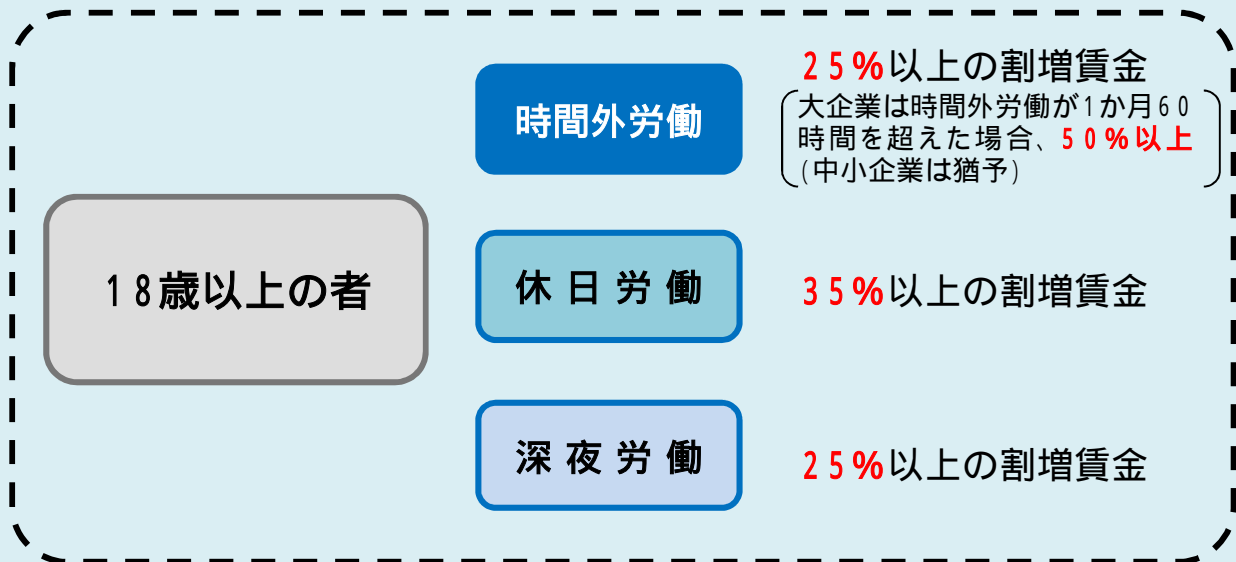 18歳以上の者
時間外労働
25%以上の割増賃金
大企業は時間外労働が1か月60
時間を超えた場合、50%以上
(中小企業は猶予)
休日労働
35%以上の割増賃金
深夜労働
25%以上の割増賃金